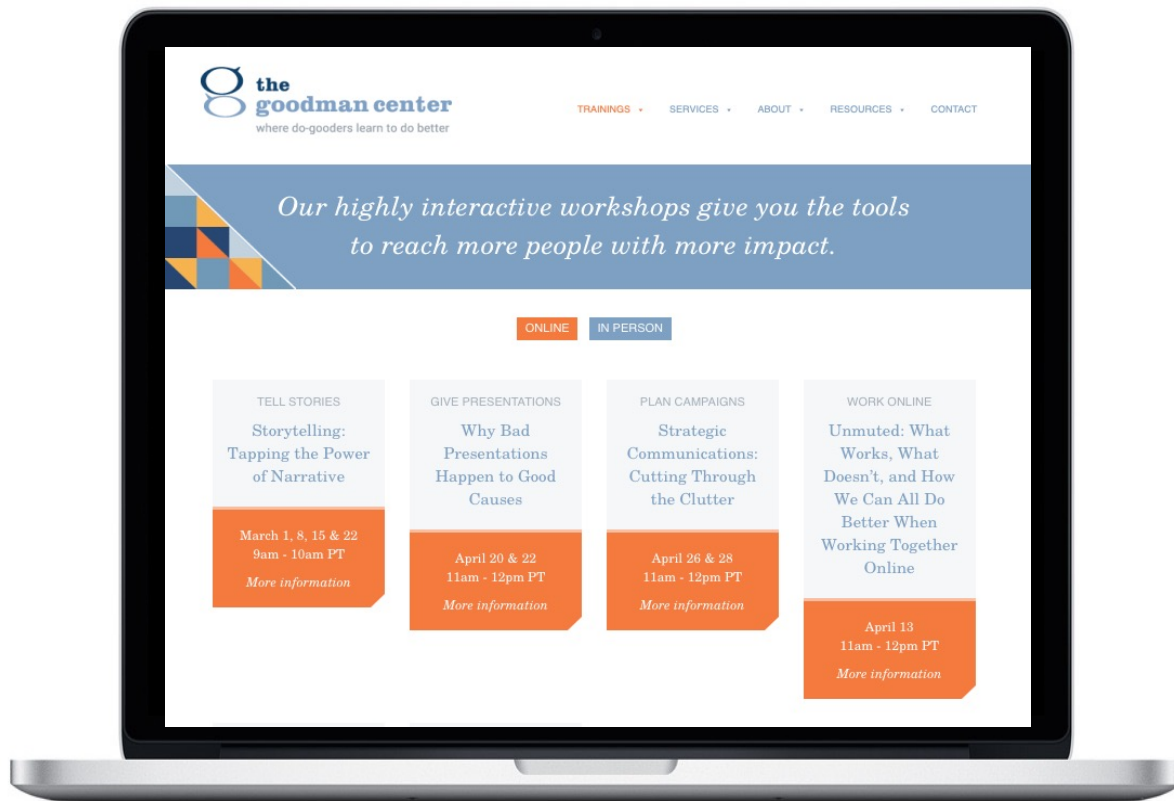 the
goodman center
where do-gooders learn to do better
TRAININGS
SERVICES
ABOUT
RESOURCES
CONTACT
Our highly interactive workshops give you the tools
to reach more people with more impact.
ONLINE
IN PERSON
TELL STORIES
Storytelling:
Tapping the Power
of Narrative
March 1, 8, 15 & 22
9am - 10am PT
More information
GIVE PRESENTATIONS
Why Bad
Presentations
Happen to Good
Causes
April 20 & 22
11am - 12pm PT
More information
PLAN CAMPAIGNS
Strategic
Communications:
Cutting Through
the Clutter
April 26 & 28
11am - 12pm PT
More information
WORK ONLINE
Unmuted: What
Works, What
Doesn't, and How
We Can All Do
Better When
Working Together
Online
April 13
11am - 12pm PT
More information